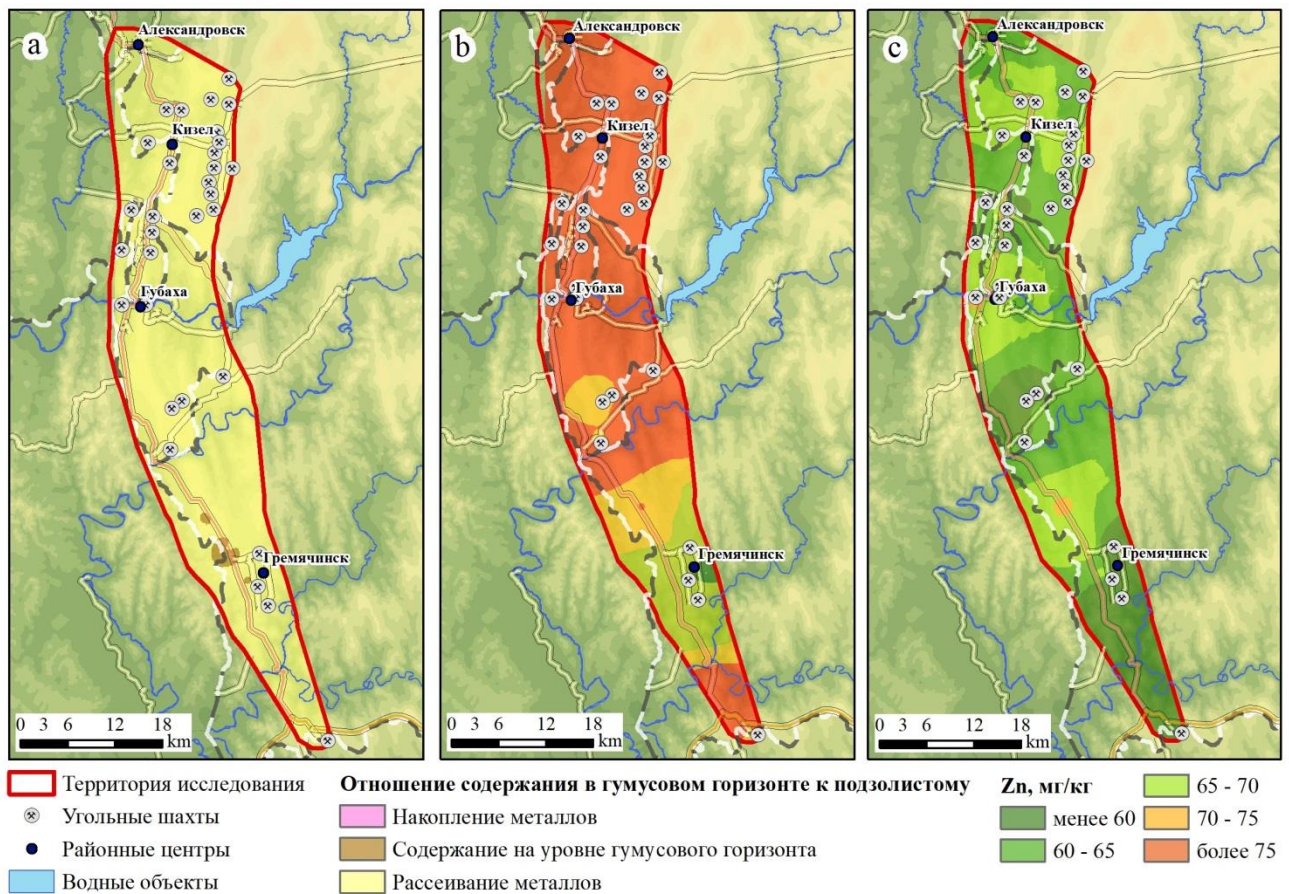 a
Александровск
Кизел
Губаха
Гремячинск
0 3 6 12 18
km
b
Александровск
Кизел
Губаха
Гремячинск
0 3 6 12 18
km
c
Александровск
Кизел
Губаха
Гремячинск
0 3 6 12 18
km
Территория исследования
Угольные шахты
Районные центры
Водные объекты
Отношение содержания в гумусовом горизонте к подзолистому
Накопление металлов
Содержание на уровне гумусового горизонта
Рассеивание металлов
Zn, мг/кг
менее 60
60 - 65
65 - 70
70 - 75
более 75